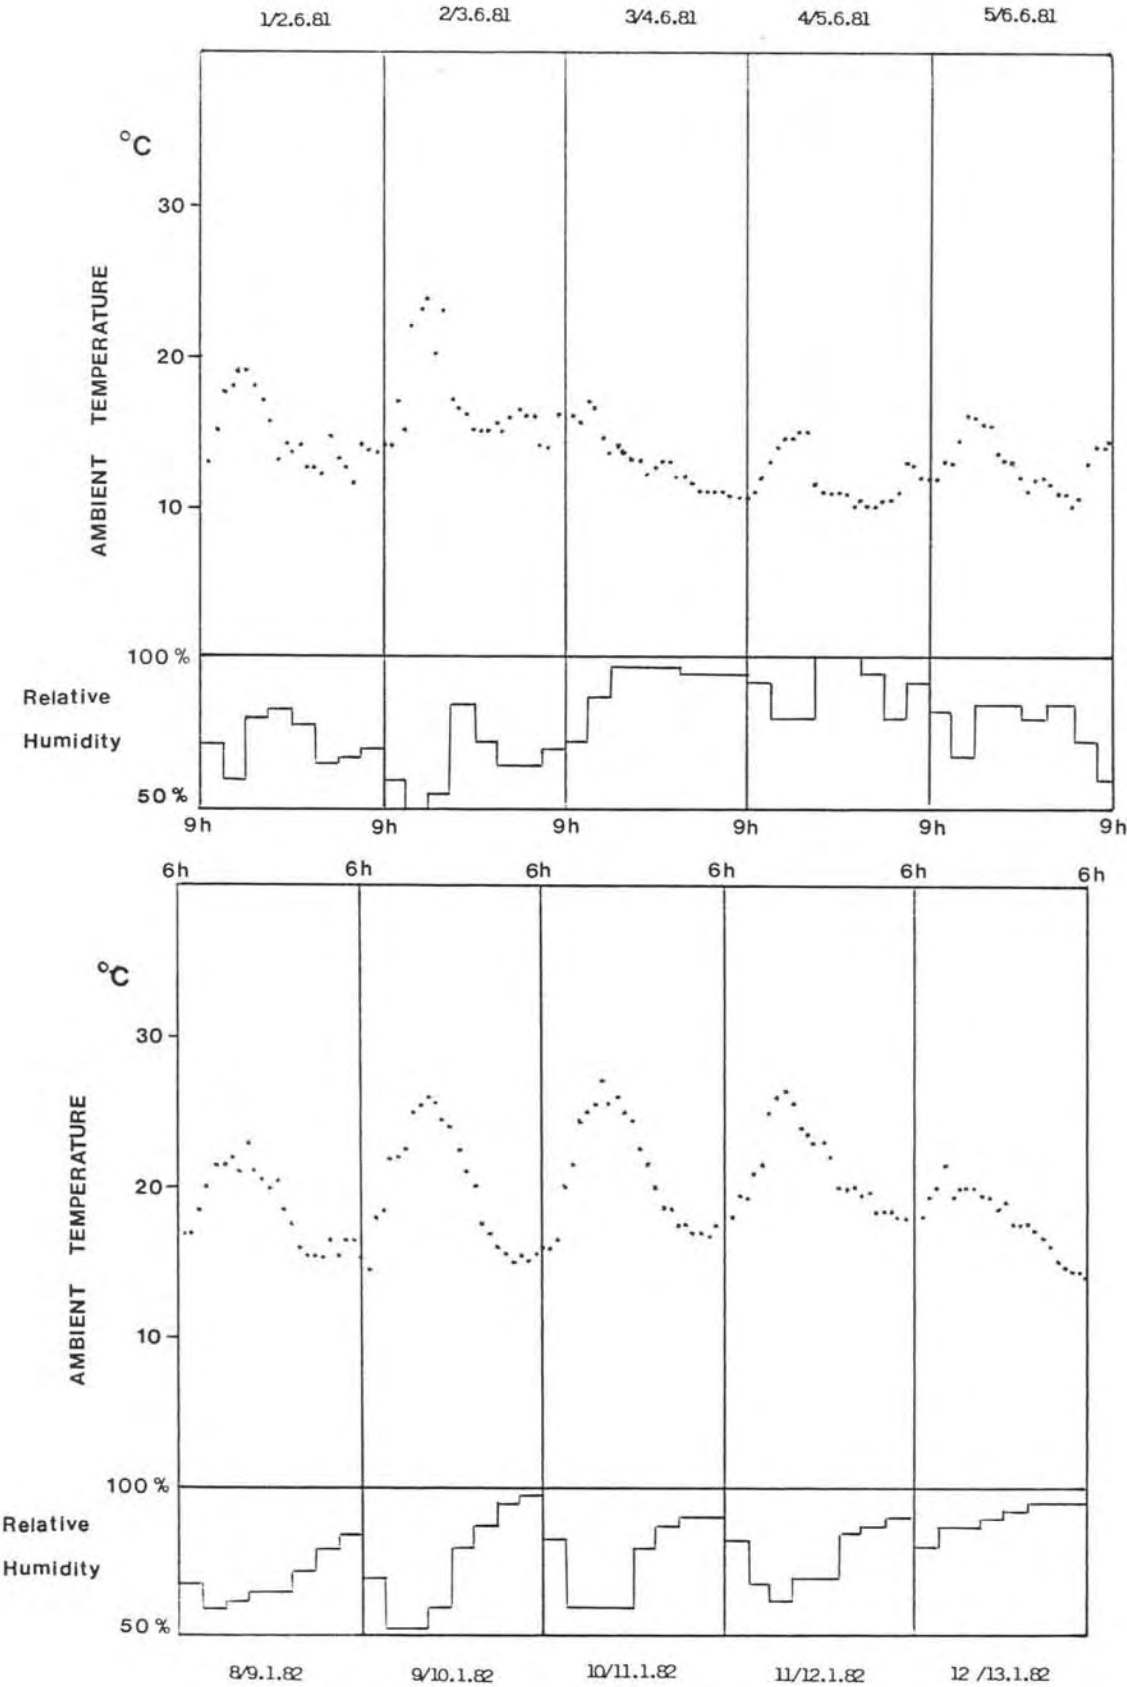 1/2.6.81 2/3.6.81 3/4.6.81 4/5.6.81 5/6.6.81
°C
30
20
10
AMBIENT TEMPERATURE
100 %
Relative
Humidity
50 %
9h 9h 9h 9h 9h 9h
6h 6h 6h 6h 6h 6h
°C
30
20
10
AMBIENT TEMPERATURE
100 %
Relative
Humidity
50 %
8/9.1.82 9/10.1.82 10/11.1.82 11/12.1.82 12 /13.1.82